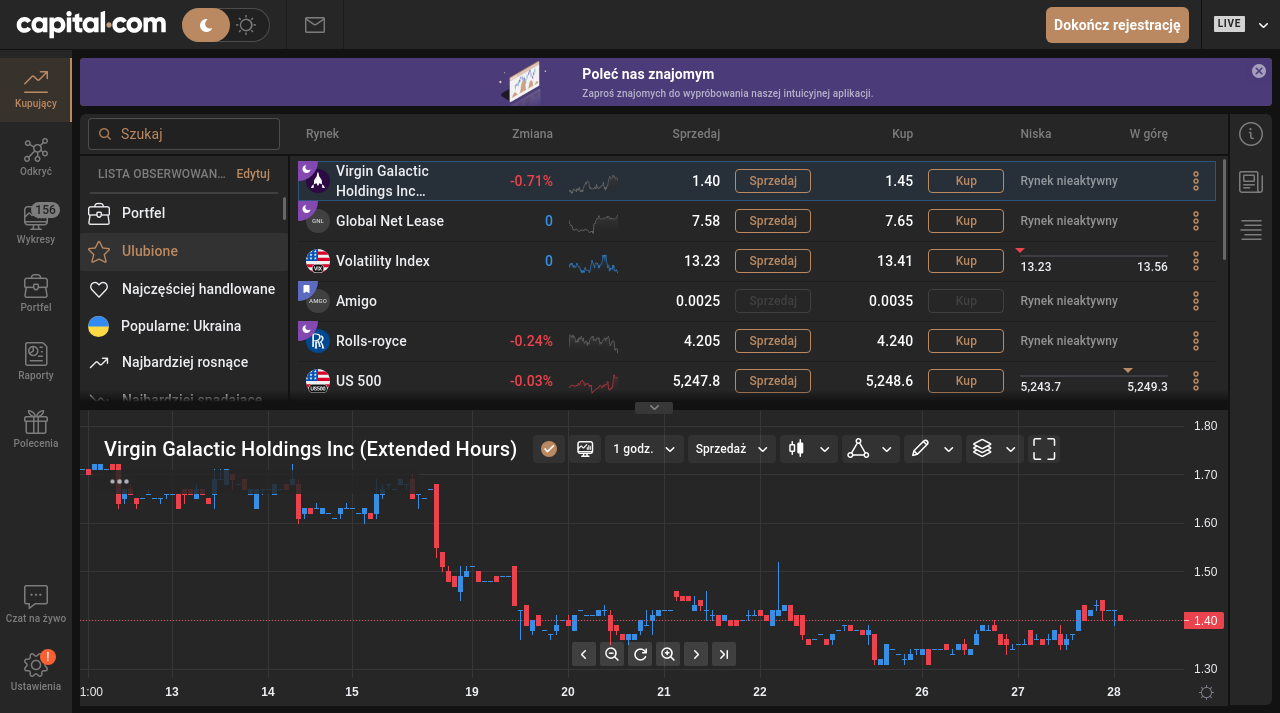 capital.com
Dokończ rejestrację
LIVE
Poleć nas znajomym
Zaproś znajomych do wypróbowania naszej intuicyjnej aplikacji.
Kupujący
Odkryć
156
Wykresy
Portfel
Raporty
Polecenia
Czat na żywo
!
Ustawienia
Szukaj
LISTA OBSERWOWAN... Edytuj
Portfel
Ulubione
Najczęściej handlowane
Popularne: Ukraina
Najbardziej rosnące
Najbardziej spadające
Rynek Zmiana Sprzedaj Kup Niska W górę
Virgin Galactic
Holdings Inc... -0.71% 1.40 Sprzedaj 1.45 Kup Rynek nieaktywny
GNL Global Net Lease 0 7.58 Sprzedaj 7.65 Kup Rynek nieaktywny
VIX Volatility Index 0 13.23 Sprzedaj 13.41 Kup 13.23 13.56
AMIGO Amigo 0.0025 Sprzedaj 0.0035 Kup Rynek nieaktywny
Rolls-royce -0.24% 4.205 Sprzedaj 4.240 Kup Rynek nieaktywny
US500 US 500 -0.03% 5,247.8 Sprzedaj 5,248.6 Kup 5,243.7 5,249.3
Virgin Galactic Holdings Inc (Extended Hours) 1 godz. Sprzedaż
1.80
1.70
1.60
1.50
1.40
1.30
1:00 13 14 15 19 20 21 22 26 27 28